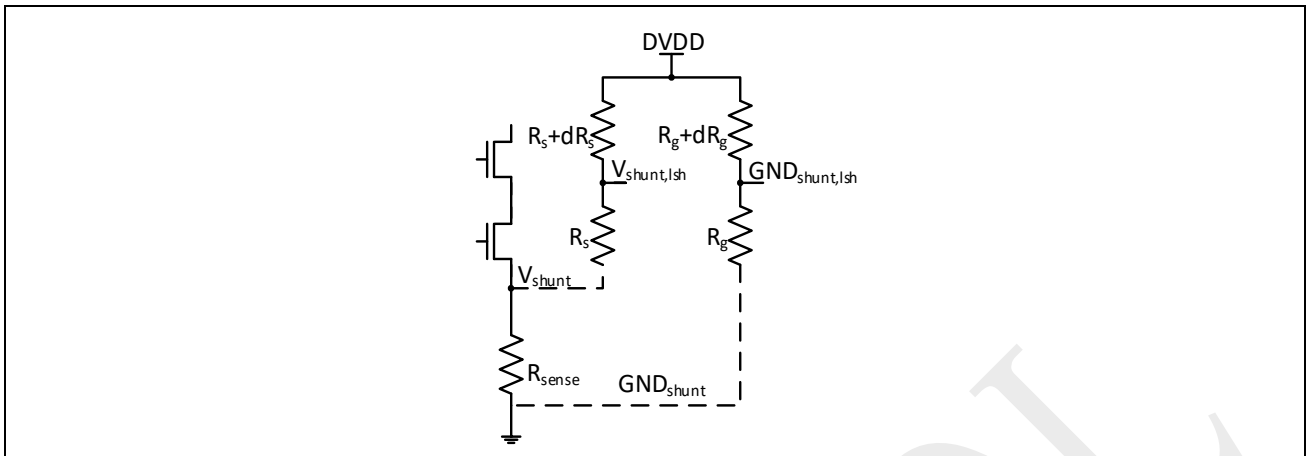 DVDD
Rs+dRs
Rg+dRg
Vshunt,lsh
GNDshunt,lsh
Rs
Rg
Vshunt
Rsense
GNDshunt